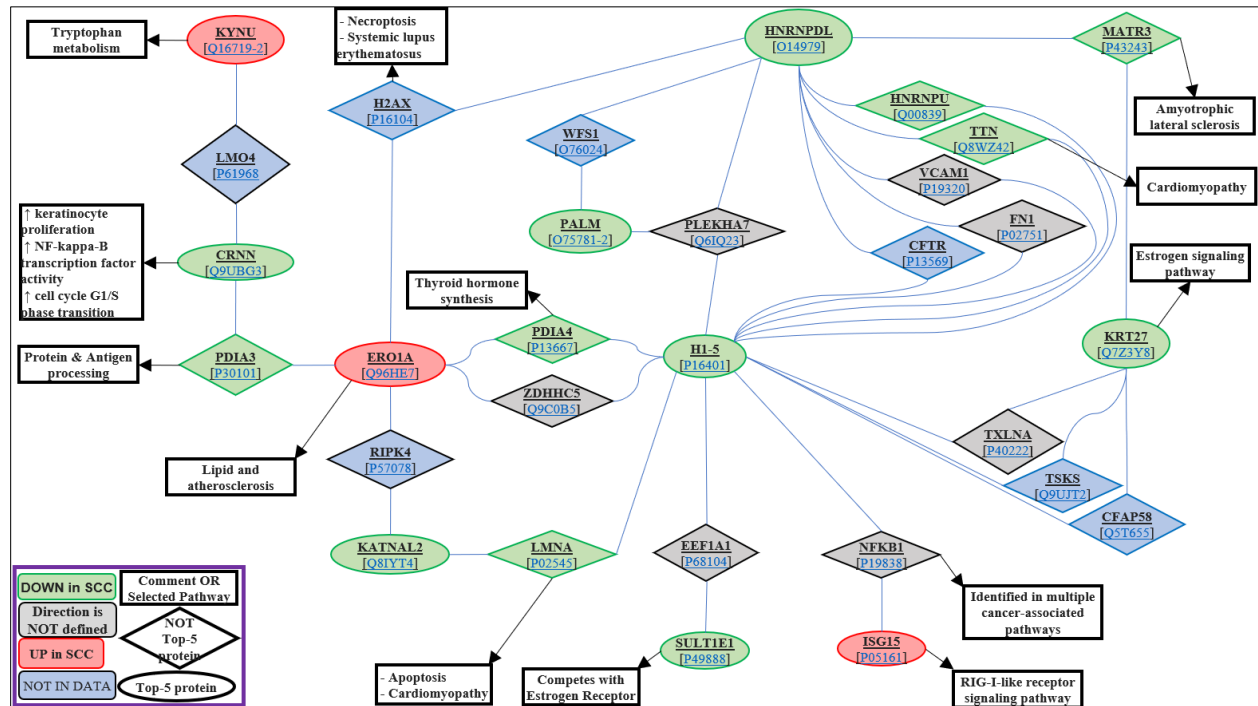 KYNU
[Q16719-2]
Tryptophan
metabolism
- Necroptosis
- Systemic lupus
erythematosus
HNRNPDL
[O14979]
MATR3
[P43243]
H2AX
[P16104]
HNRNPU
[Q00839]
Amyotrophic
lateral sclerosis
WFS1
[O76024]
TTN
[Q8WZ42]
LMO4
[P61968]
VCAM1
[P19320]
Cardiomyopathy
↑ keratinocyte
proliferation
↑ NF-kappa-B
transcription factor
activity
↑ cell cycle G1/S
phase transition
PALM
[O75781-2]
PLEKHA7
[Q6IQ23]
FN1
[P02751]
CFTR
[P13569]
CRNN
[Q9UBG3]
Estrogen signaling
pathway
Thyroid hormone
synthesis
PDIA4
[P13667]
H1-5
[P16401]
KRT27
[Q7Z3Y8]
Protein & Antigen
processing
PDIA3
[P30101]
ERO1A
[Q96HE7]
ZDHHC5
[Q9C0B5]
TXLNA
[P40222]
RIPK4
[P57078]
Lipid and
atherosclerosis
TSKS
[Q9UJT2]
CFAP58
[Q5T655]
KATNAL2
[Q8IYT4]
LMNA
[P02545]
EEF1A1
[P68104]
NFKB1
[P19838]
Identified in multiple
cancer-associated
pathways
SULT1E1
[P49888]
ISG15
[P05161]
- Apoptosis
- Cardiomyopathy
Competes with
Estrogen Receptor
RIG-I-like receptor
signaling pathway
DOWN in SCC
Comment OR
Selected Pathway
Direction is
NOT defined
NOT
Top-5
protein
UP in SCC
NOT IN DATA
Top-5 protein